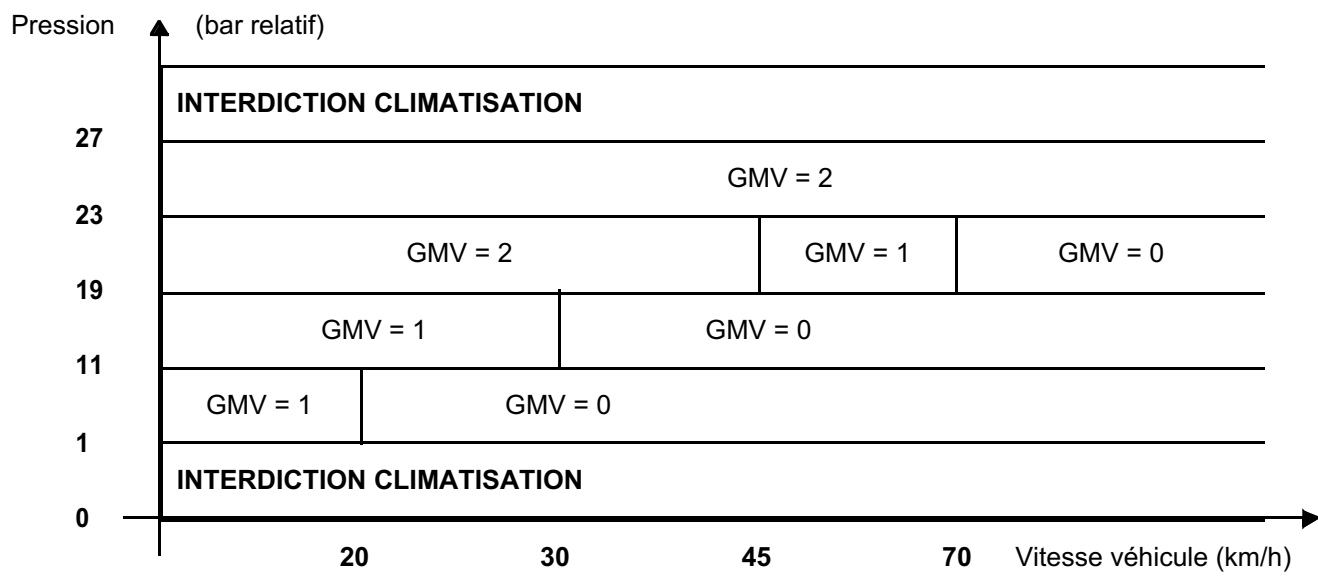 Pression (bar relatif)
INTERDICTION CLIMATISATION
27
GMV = 2
23
GMV = 2 GMV = 1 GMV = 0
19
GMV = 1 GMV = 0
11
GMV = 1 GMV = 0
1
INTERDICTION CLIMATISATION
0
20 30 45 70 Vitesse véhicule (km/h)